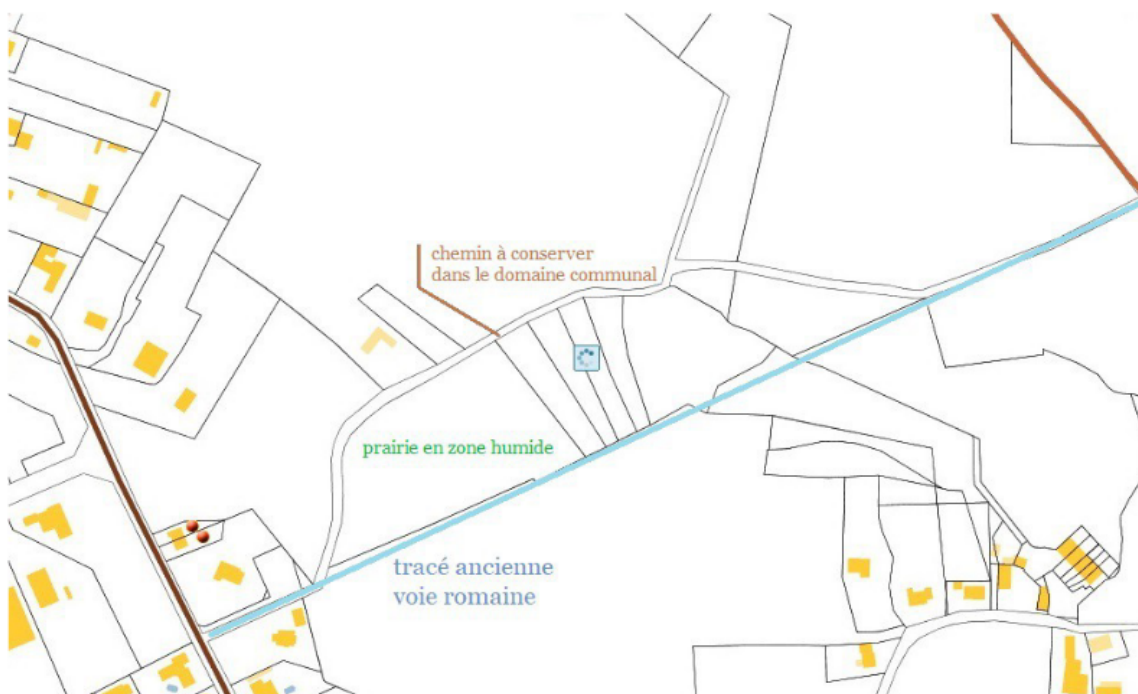 chemin à conserver
dans le domaine communal
prairie en zone humide
tracé ancienne
voie romaine